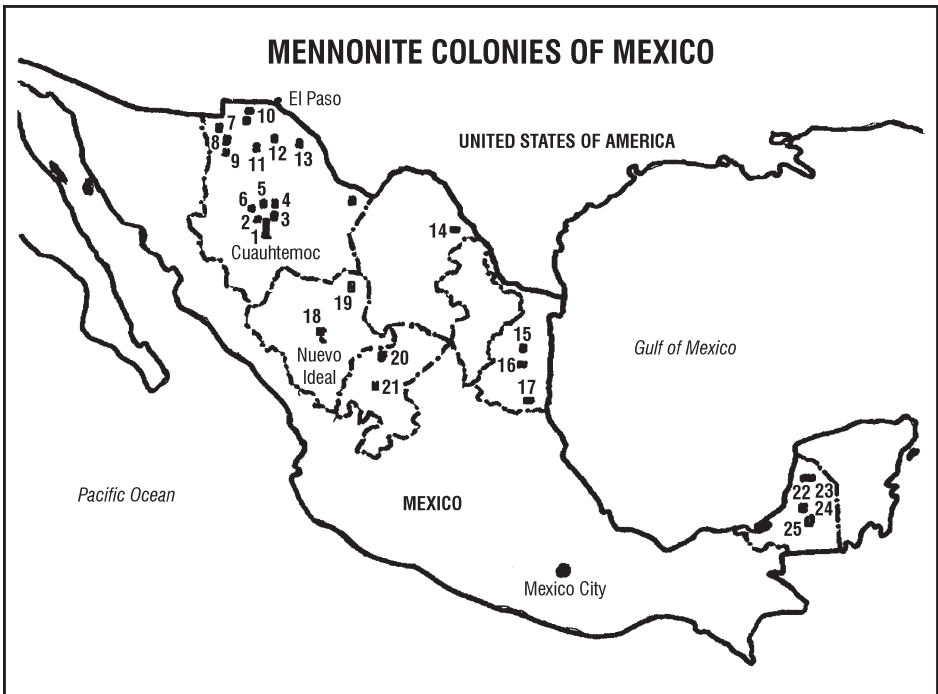 MENNONITE COLONIES OF MEXICO
El Paso
10
7
UNITED STATES OF AMERICA
8
9
11
12
13
5
6
4
2
3
1
14
Cuauhtemoc
19
18
15
Gulf of Mexico
Nuevo
Ideal
20
16
21
17
Pacific Ocean
MEXICO
22
23
24
25
Mexico City